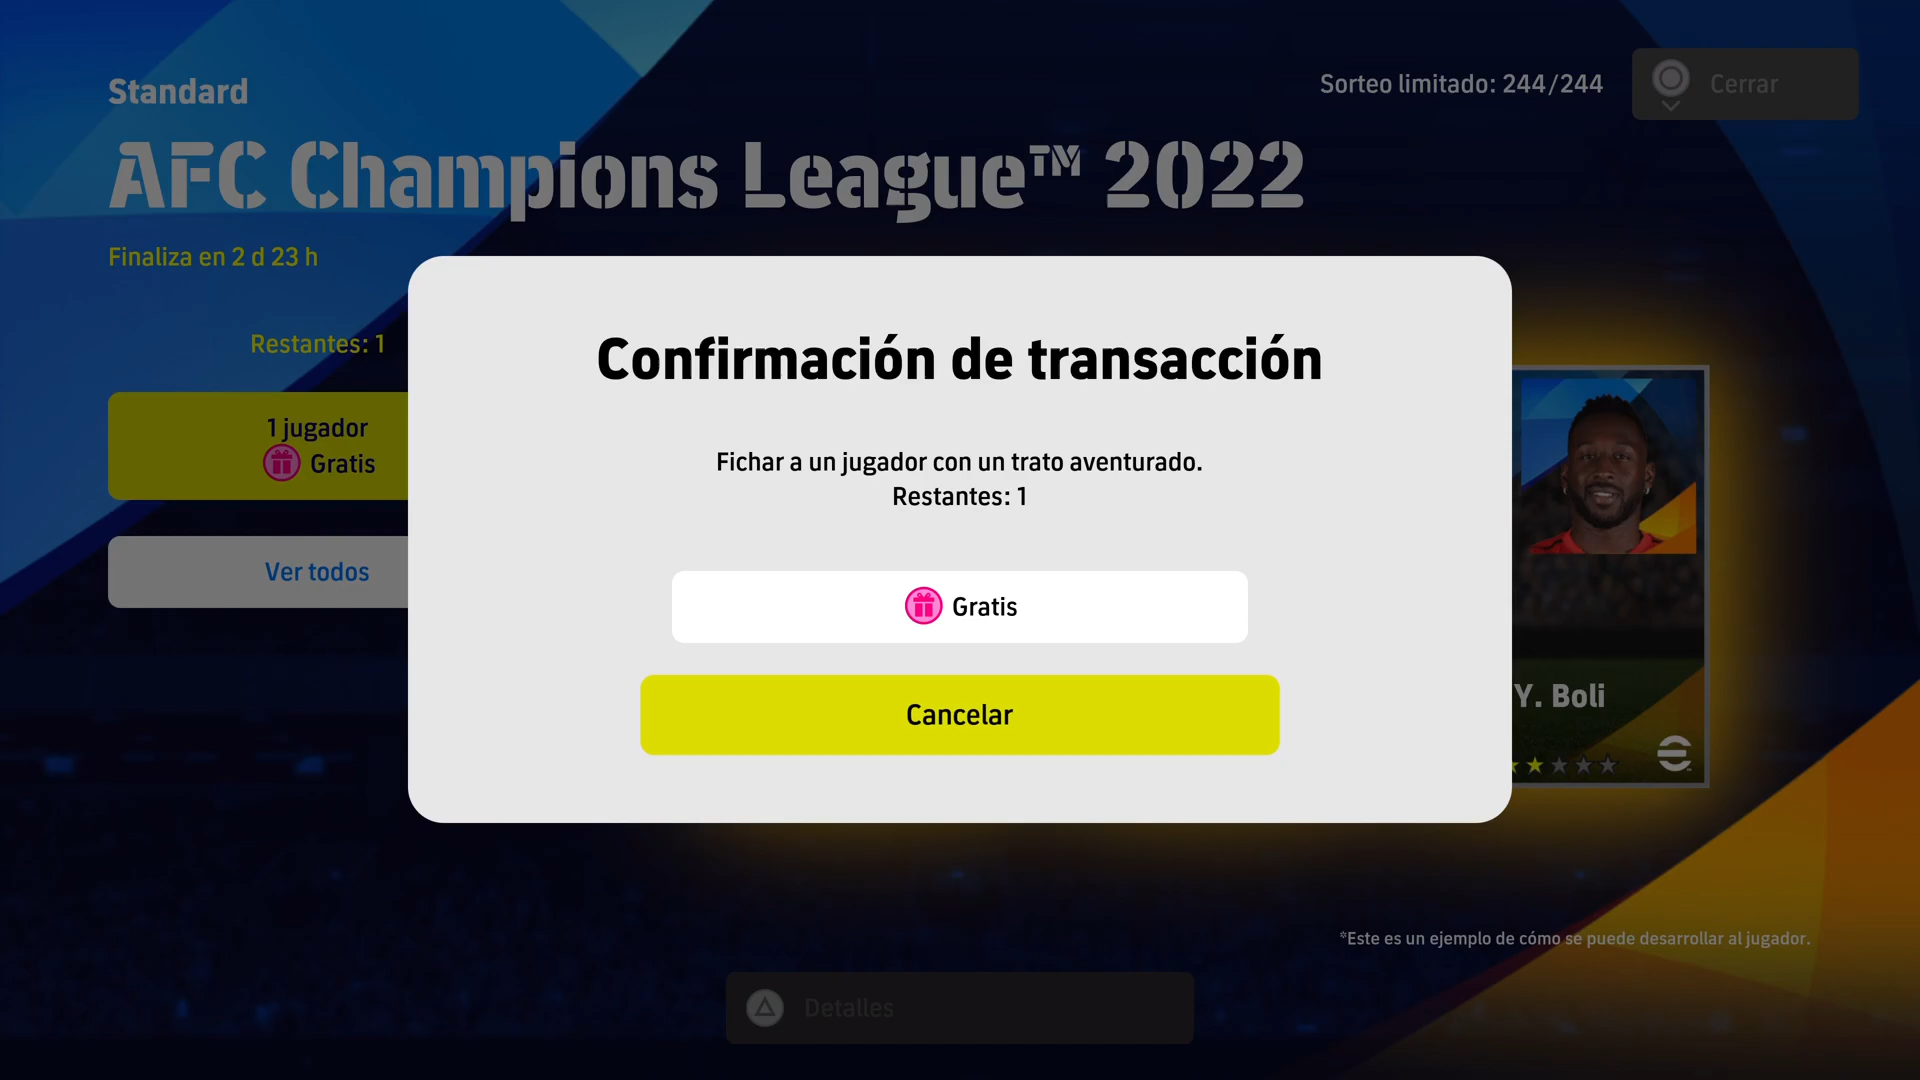 Standard
Sorteo limitado: 244/244
Cerrar
AFC Champions League™ 2022
Finaliza en 2 d 23 h
Restantes: 1
1 jugador
Gratis
Ver todos
Confirmación de transacción
Fichar a un jugador con un trato aventurado.
Restantes: 1
Gratis
Cancelar
Y. Boli
*Este es un ejemplo de cómo se puede desarrollar al jugador.
Detalles